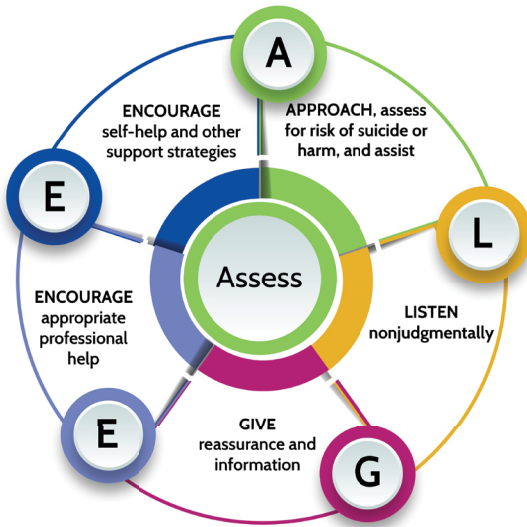 A
APPROACH, assess
for risk of suicide or
harm, and assist
L
LISTEN
nonjudgmentally
G
GIVE
reassurance and
information
E
ENCOURAGE
appropriate
professional
help
E
ENCOURAGE
self-help and other
support strategies
Assess